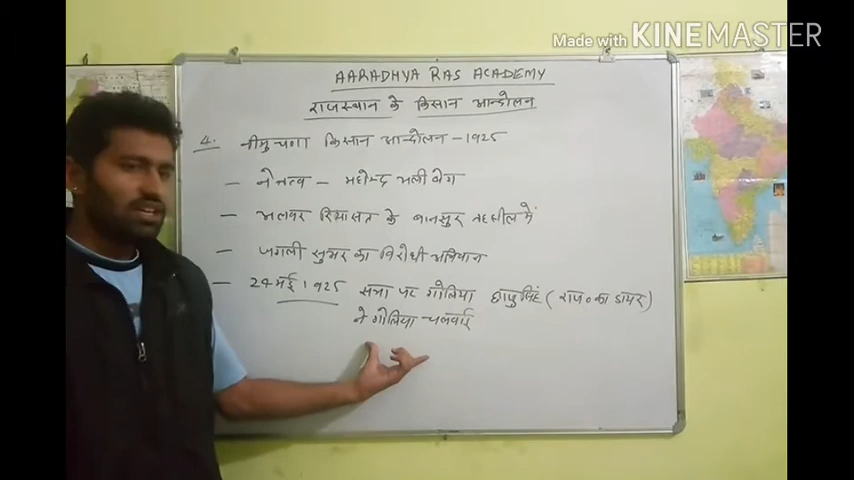 Made with KINEMASTER
AARADHYA RAS ACADEMY
राजस्थान के किसान आन्दोलन
4. नीमुचणा किसान आन्दोलन - 1925
- नेतृत्व - महेन्द्र अली बेग
- अलवर रियासत के बानसुर तहसील में
- जगली सुअर का विरोधी अभियान
- 24 मई 1925 सभा पर गोलिया छाजुसिंह (राज० का डायर)
ने गोलिया चलवाई